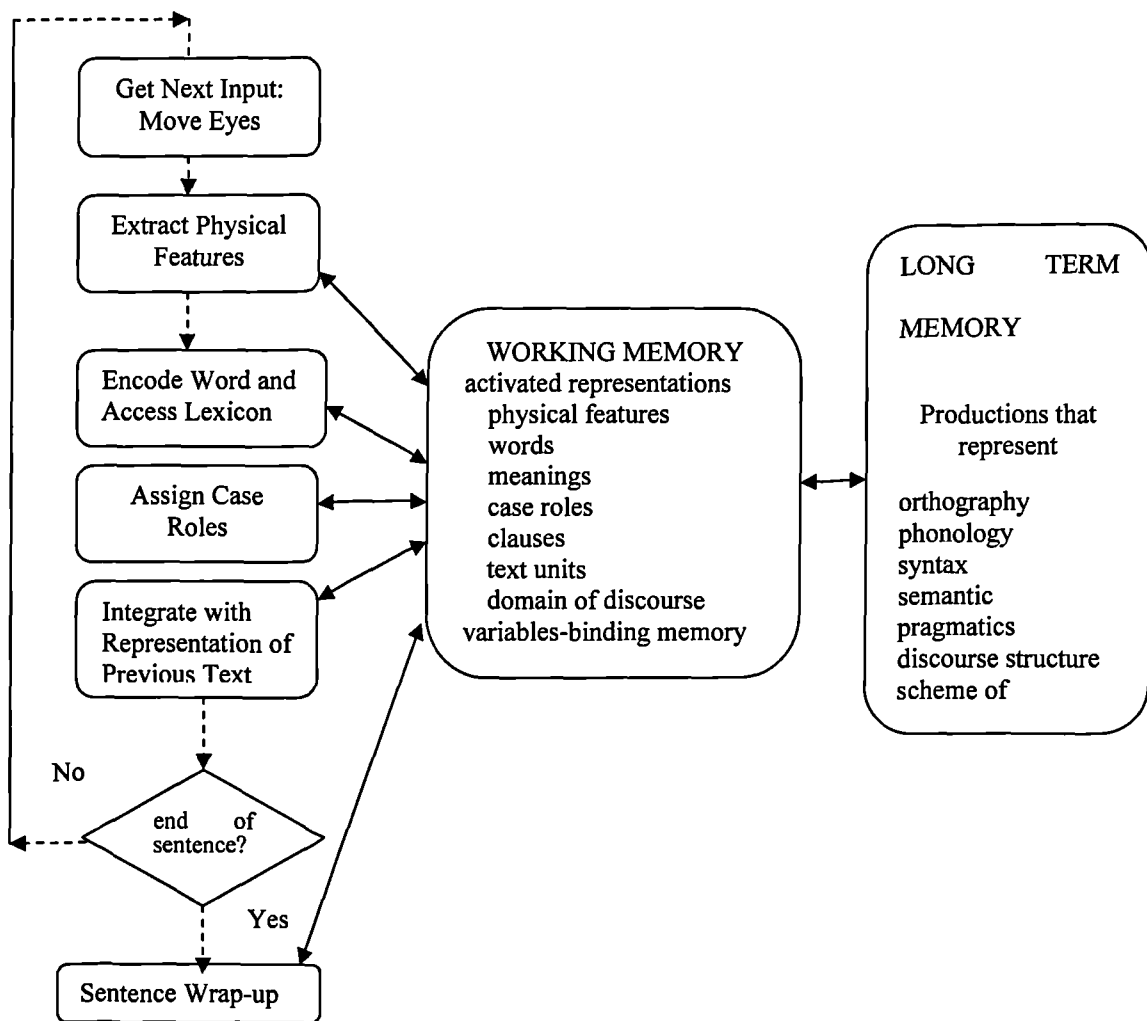 Get Next Input:
Move Eyes
Extract Physical
Features
Encode Word and
Access Lexicon
Assign Case
Roles
Integrate with
Representation of
Previous Text
No
end of
sentence?
Yes
Sentence Wrap-up
WORKING MEMORY
activated representations
physical features
words
meanings
case roles
clauses
text units
domain of discourse
variables-binding memory
LONG TERM
MEMORY
Productions that
represent
orthography
phonology
syntax
semantic
pragmatics
discourse structure
scheme of